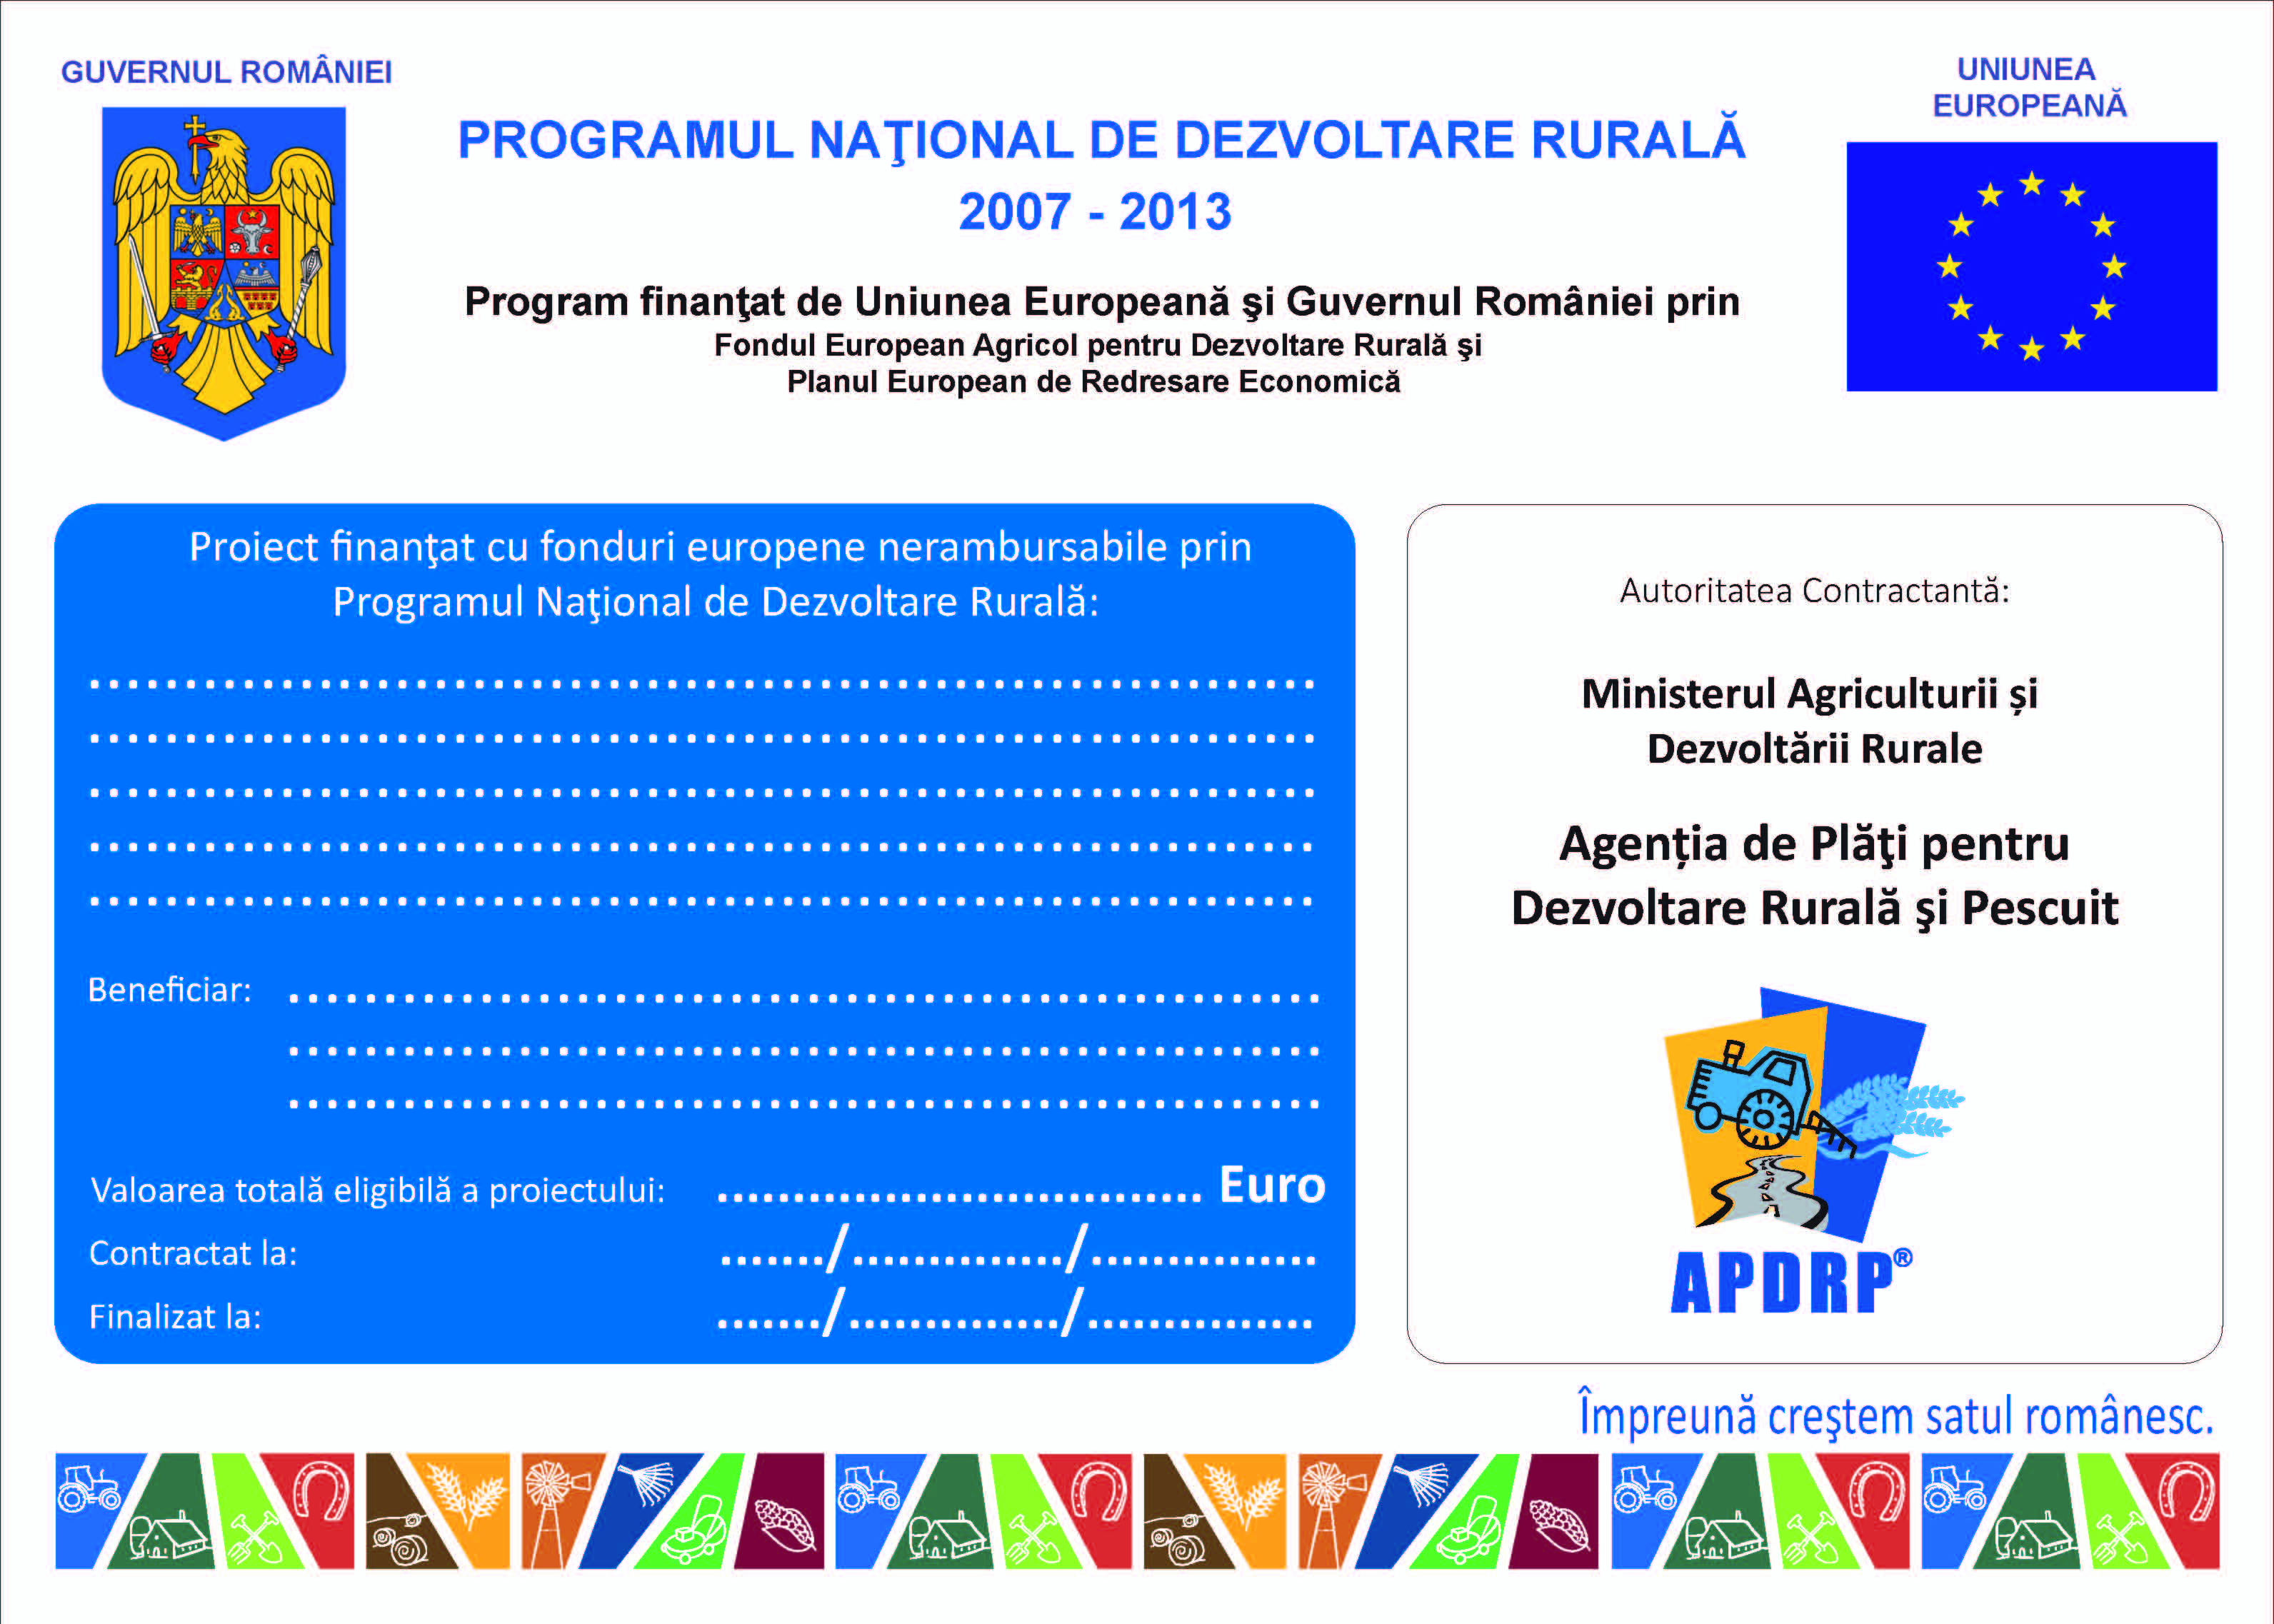 GUVERNUL ROMÂNIEI
UNIUNEA
EUROPEANĂ
PROGRAMUL NAŢIONAL DE DEZVOLTARE RURALĂ
2007 - 2013
Program finanţat de Uniunea Europeană şi Guvernul României prin
Fondul European Agricol pentru Dezvoltare Rurală şi
Planul European de Redresare Economică
Proiect finanţat cu fonduri europene nerambursabile prin
Programul Naţional de Dezvoltare Rurală:
Beneficiar:
Valoarea totală eligibilă a proiectului: ............................... Euro
Contractat la: ......./............../...............
Finalizat la: ......./............../...............
Autoritatea Contractantă:
Ministerul Agriculturii și
Dezvoltării Rurale
Agenția de Plăţi pentru
Dezvoltare Rurală şi Pescuit
APDRP®
Împreună creştem satul românesc.